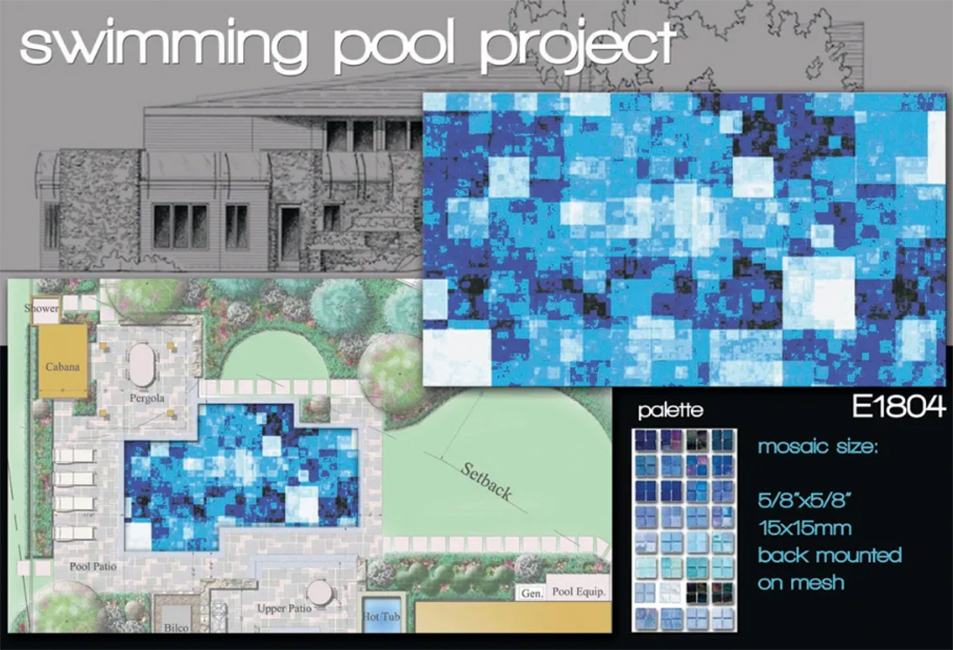 swimming pool project
Shower
Cabana
Pergola
Setback
Pool Patio
Upper Patio
Bilco
Hot Tub
Gen.
Pool Equip.
palette
E1804
mosaic size:
5/8"x5/8"
15x15mm
back mounted
on mesh